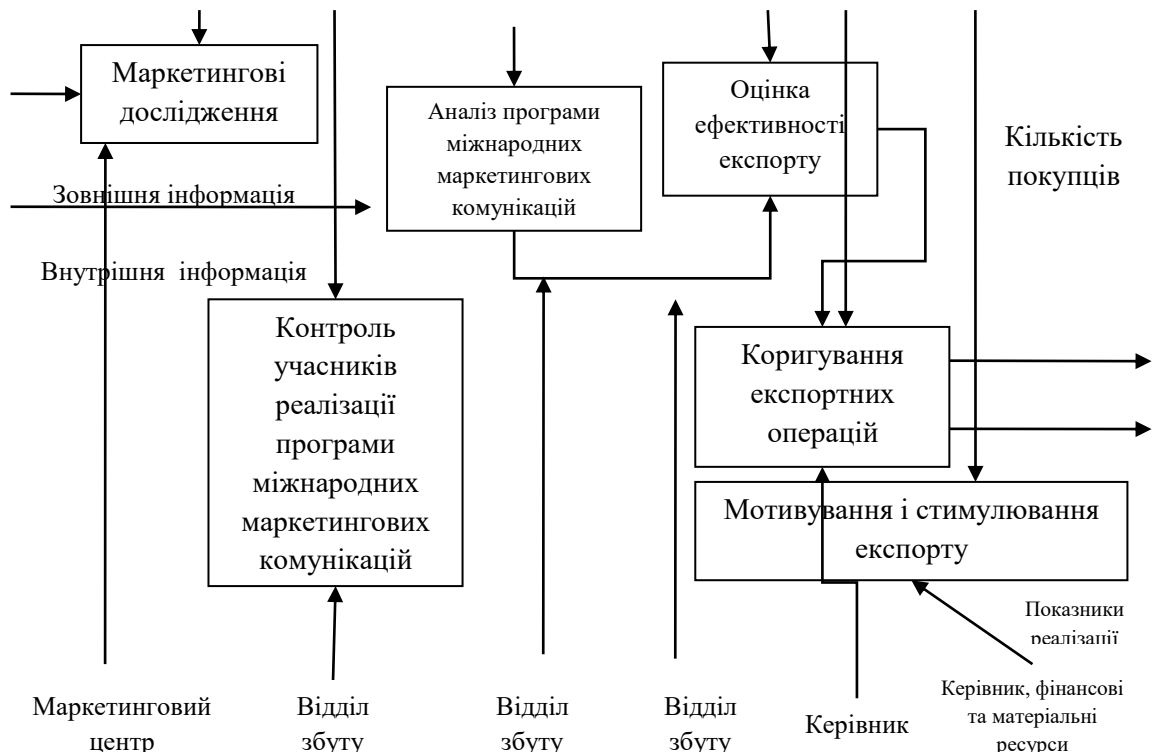 Маркетингові
дослідження
Аналіз програми
міжнародних
маркетингових
комунікацій
Оцінка
ефективності
експорту
Кількість
покупців
Зовнішня інформація
Внутрішня інформація
Контроль
учасників
реалізації
програми
міжнародних
маркетингових
комунікацій
Коригування
експортних
операцій
Мотивування і стимулювання
експорту
Показники
реалізації
Маркетинговий
центр
Відділ
збуту
Відділ
збуту
Відділ
збуту
Керівник
Керівник, фінансові
та матеріальні
ресурси